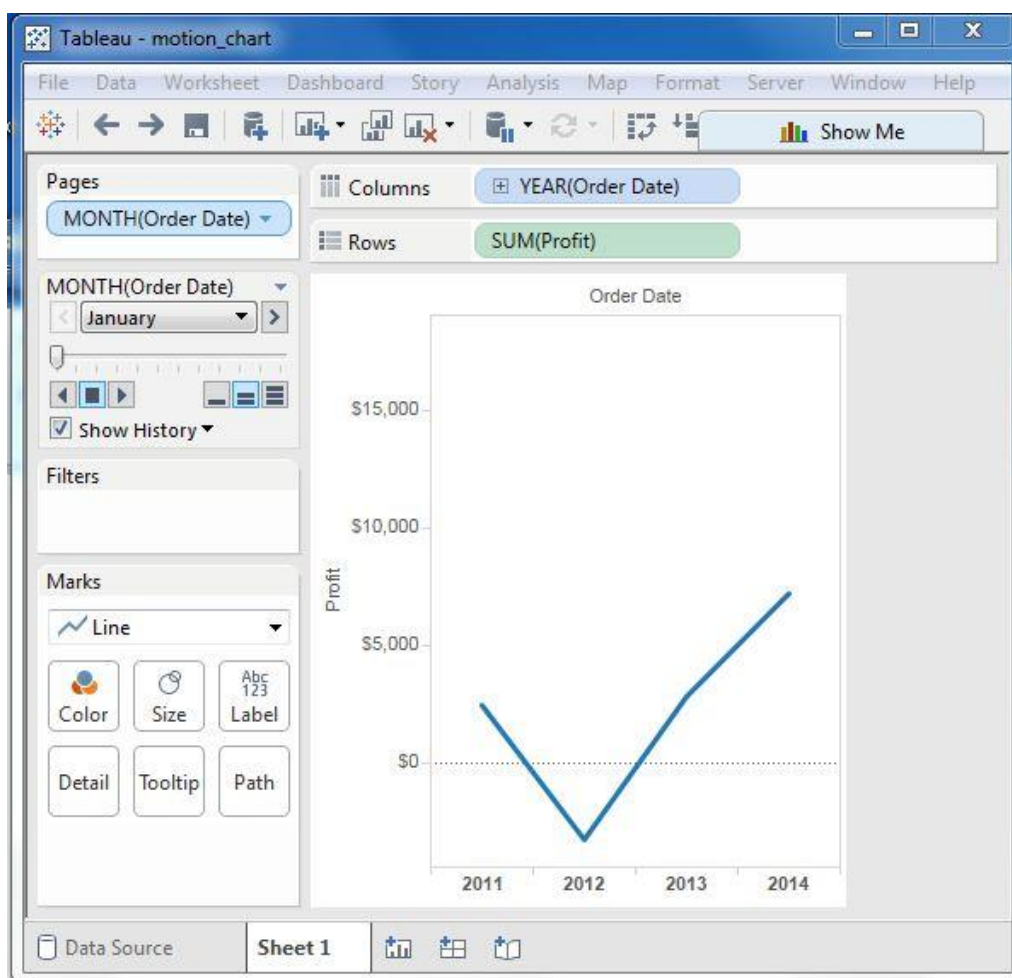 Tableau - motion_chart
File Data Worksheet Dashboard Story Analysis Map Format Server Window Help
Show Me
Pages
MONTH(Order Date)
Columns
YEAR(Order Date)
Rows
SUM(Profit)
MONTH(Order Date)
January
Show History
Filters
Marks
Line
Color Size Abc 123 Label
Detail Tooltip Path
Order Date
Profit
$15,000
$10,000
$5,000
$0
2011 2012 2013 2014
Data Source Sheet 1